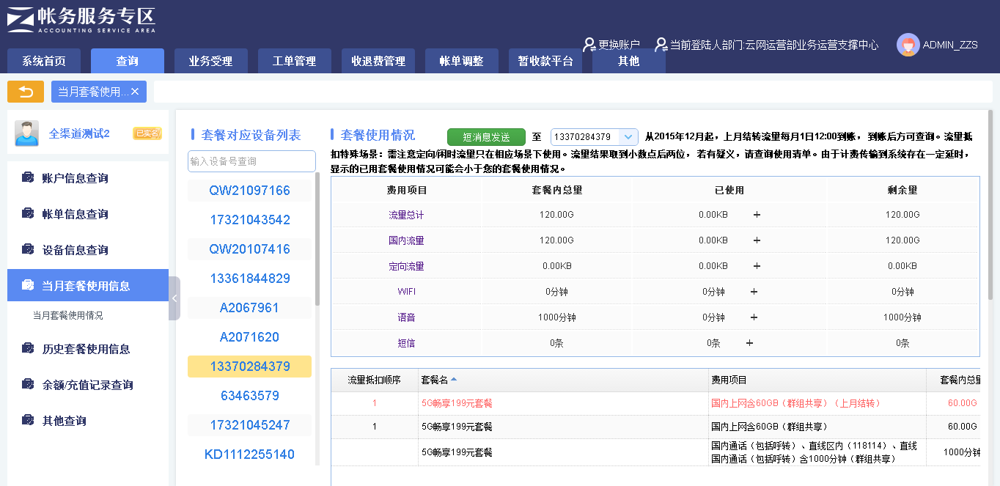 帐务服务专区
ACCOUNTING SERVICE AREA
更换账户 当前登陆人部门:云网运营部业务运营支撑中心 ADMIN_ZZS
系统首页 查询 业务受理 工单管理 收退费管理 帐单调整 暂收款平台 其他
当月套餐使用...×
全渠道测试2 已实名
账户信息查询
帐单信息查询
设备信息查询
当月套餐使用信息
当月套餐使用情况
历史套餐使用信息
余额/充值记录查询
其他查询
套餐对应设备列表
输入设备号查询
QW21097166
17321043542
QW20107416
13361844829
A2067961
A2071620
13370284379
63463579
17321045247
KD1112255140
套餐使用情况 短消息发送 至 13370284379 从2015年12月起，上月结转流量每月1日12:00到账， 到账后方可查询。流量抵
扣特殊场景：需注意定向/闲时流量只在相应场景下使用。流量结果取到小数点后两位， 若有疑义，请查询使用清单。由于计费传输到系统存在一定延时，
显示的已用套餐使用情况可能会小于您的套餐使用情况。
费用项目 套餐内总量 已使用 剩余量
流量总计 120.00G 0.00KB + 120.00G
国内流量 120.00G 0.00KB + 120.00G
定向流量 0.00KB 0.00KB + 0.00KB
WIFI 0分钟 0分钟 + 0分钟
语音 1000分钟 0分钟 + 1000分钟
短信 0条 0条 + 0条
流量抵扣顺序 套餐名 费用项目 套餐内总量
1 5G畅享199元套餐 国内上网含60GB（群组共享）（上月结转） 60.00G
1 5G畅享199元套餐 国内上网含60GB（群组共享） 60.00G
5G畅享199元套餐 国内通话（包括呼转）、直线区内（118114）、直线 1000分钟
国内通话（包括呼转）含1000分钟（群组共享）